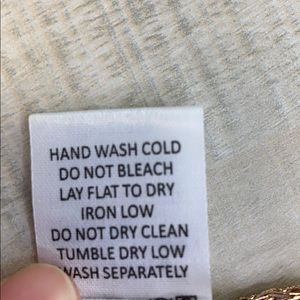 HAND WASH COLD
DO NOT BLEACH
LAY FLAT TO DRY
IRON LOW
DO NOT DRY CLEAN
TUMBLE DRY LOW
WASH SEPARATELY